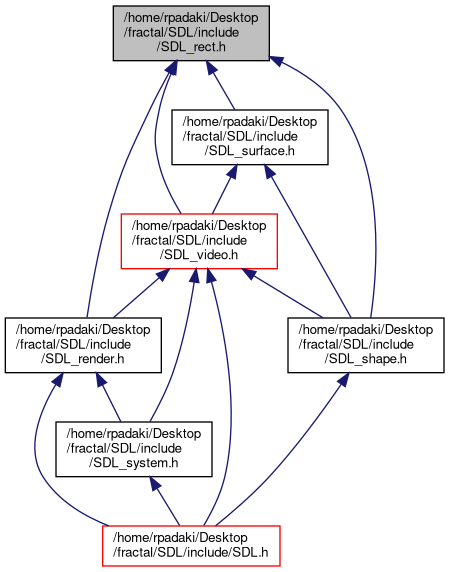 /home/rpadaki/Desktop
/fractal/SDL/include
/SDL_rect.h
/home/rpadaki/Desktop
/fractal/SDL/include
/SDL_surface.h
/home/rpadaki/Desktop
/fractal/SDL/include
/SDL_video.h
/home/rpadaki/Desktop
/fractal/SDL/include
/SDL_render.h
/home/rpadaki/Desktop
/fractal/SDL/include
/SDL_shape.h
/home/rpadaki/Desktop
/fractal/SDL/include
/SDL_system.h
/home/rpadaki/Desktop
/fractal/SDL/include/SDL.h